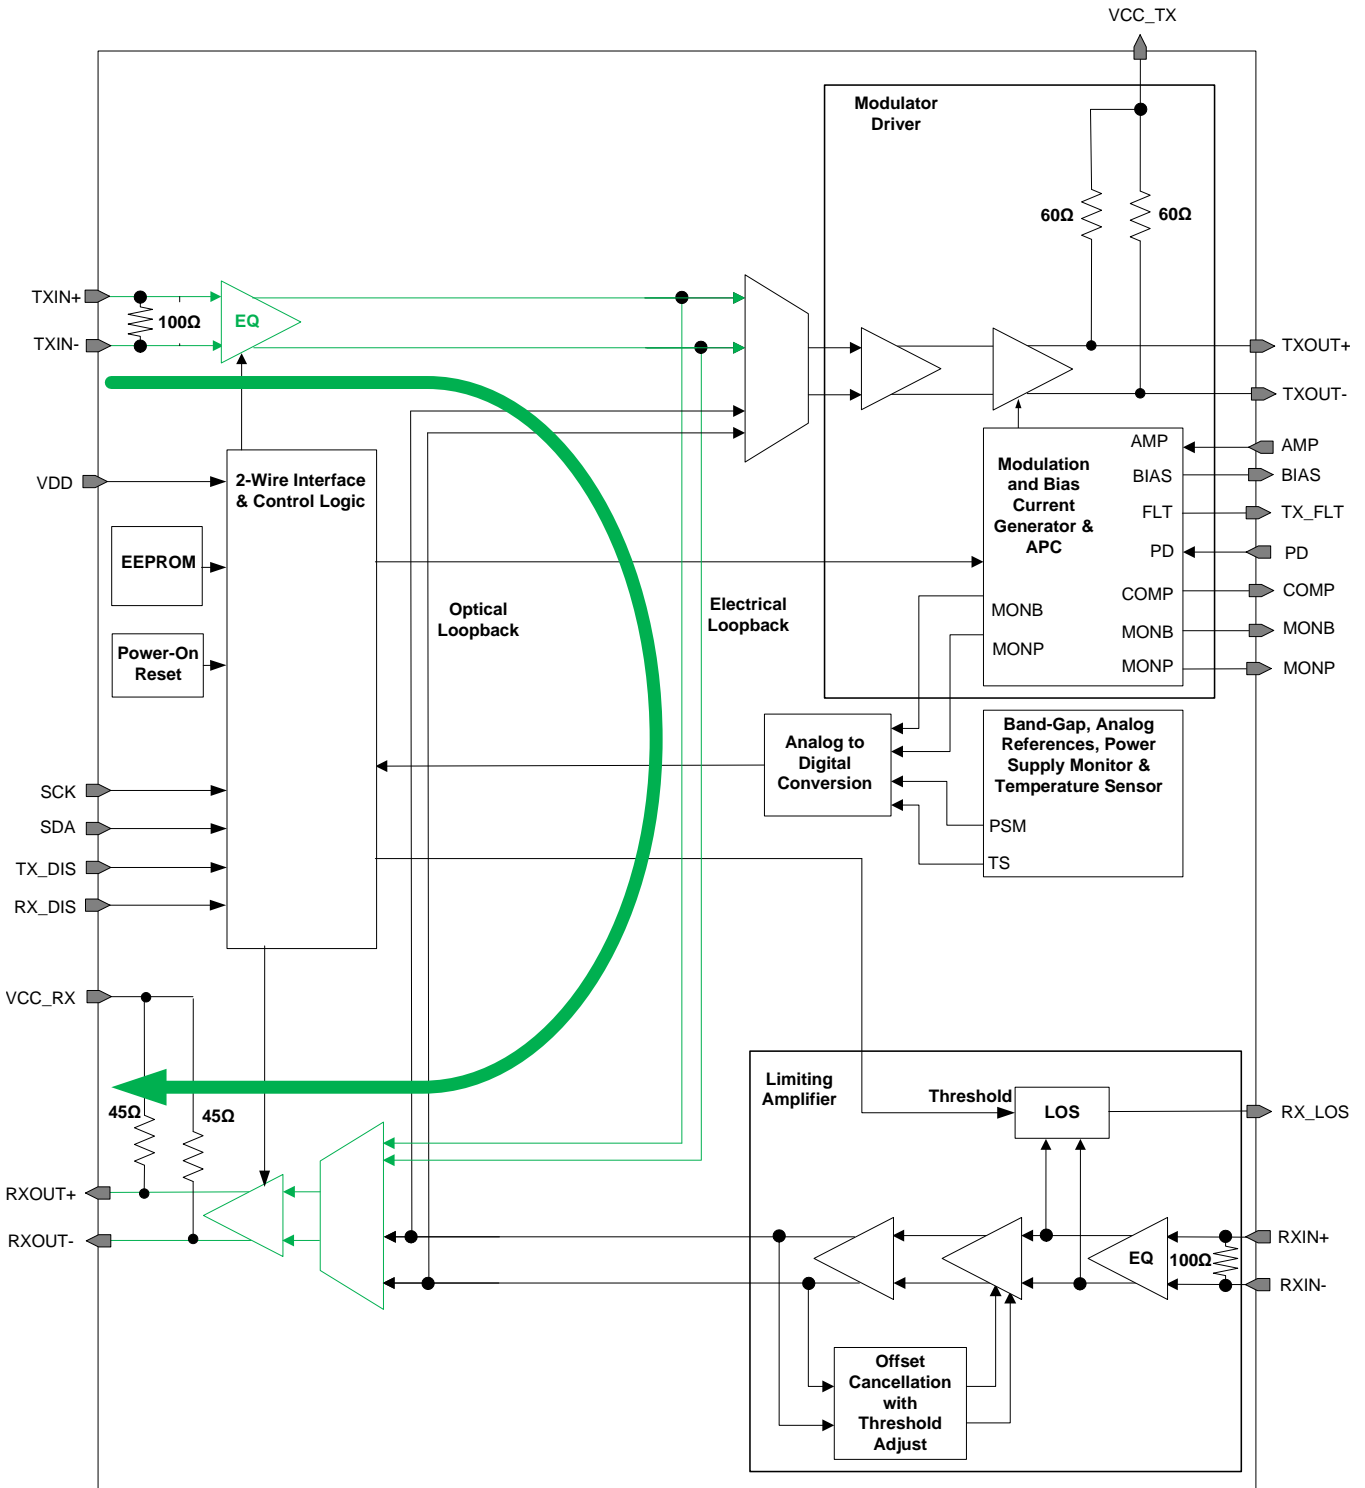 VCC_TX
Modulator
Driver
60Ω
60Ω
TXIN+
100Ω
EQ
TXIN-
TXOUT+
TXOUT-
VDD
2-Wire Interface
& Control Logic
EEPROM
Power-On
Reset
Optical
Loopback
Electrical
Loopback
Modulation
and Bias
Current
Generator &
APC
AMP
BIAS
FLT
PD
COMP
MONB
MONP
MONB
MONP
AMP
BIAS
TX_FLT
PD
COMP
MONB
MONP
Analog to
Digital
Conversion
Band-Gap, Analog
References, Power
Supply Monitor &
Temperature Sensor
PSM
TS
SCK
SDA
TX_DIS
RX_DIS
VCC_RX
45Ω
45Ω
RXOUT+
RXOUT-
Limiting
Amplifier
Threshold
LOS
RX_LOS
EQ
100Ω
RXIN+
RXIN-
Offset
Cancellation
with
Threshold
Adjust